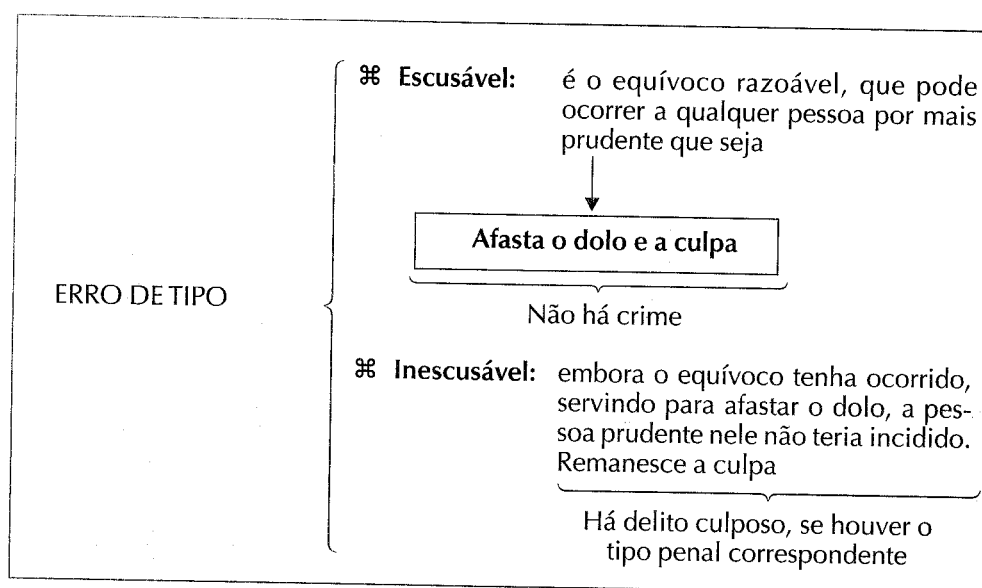 ⌘ Escusável: é o equívoco razoável, que pode
ocorrer a qualquer pessoa por mais
prudente que seja
Afasta o dolo e a culpa
Não há crime
ERRO DE TIPO
⌘ Inescusável: embora o equívoco tenha ocorrido,
servindo para afastar o dolo, a pes-
soa prudente nele não teria incidido.
Remanesce a culpa
Há delito culposo, se houver o
tipo penal correspondente